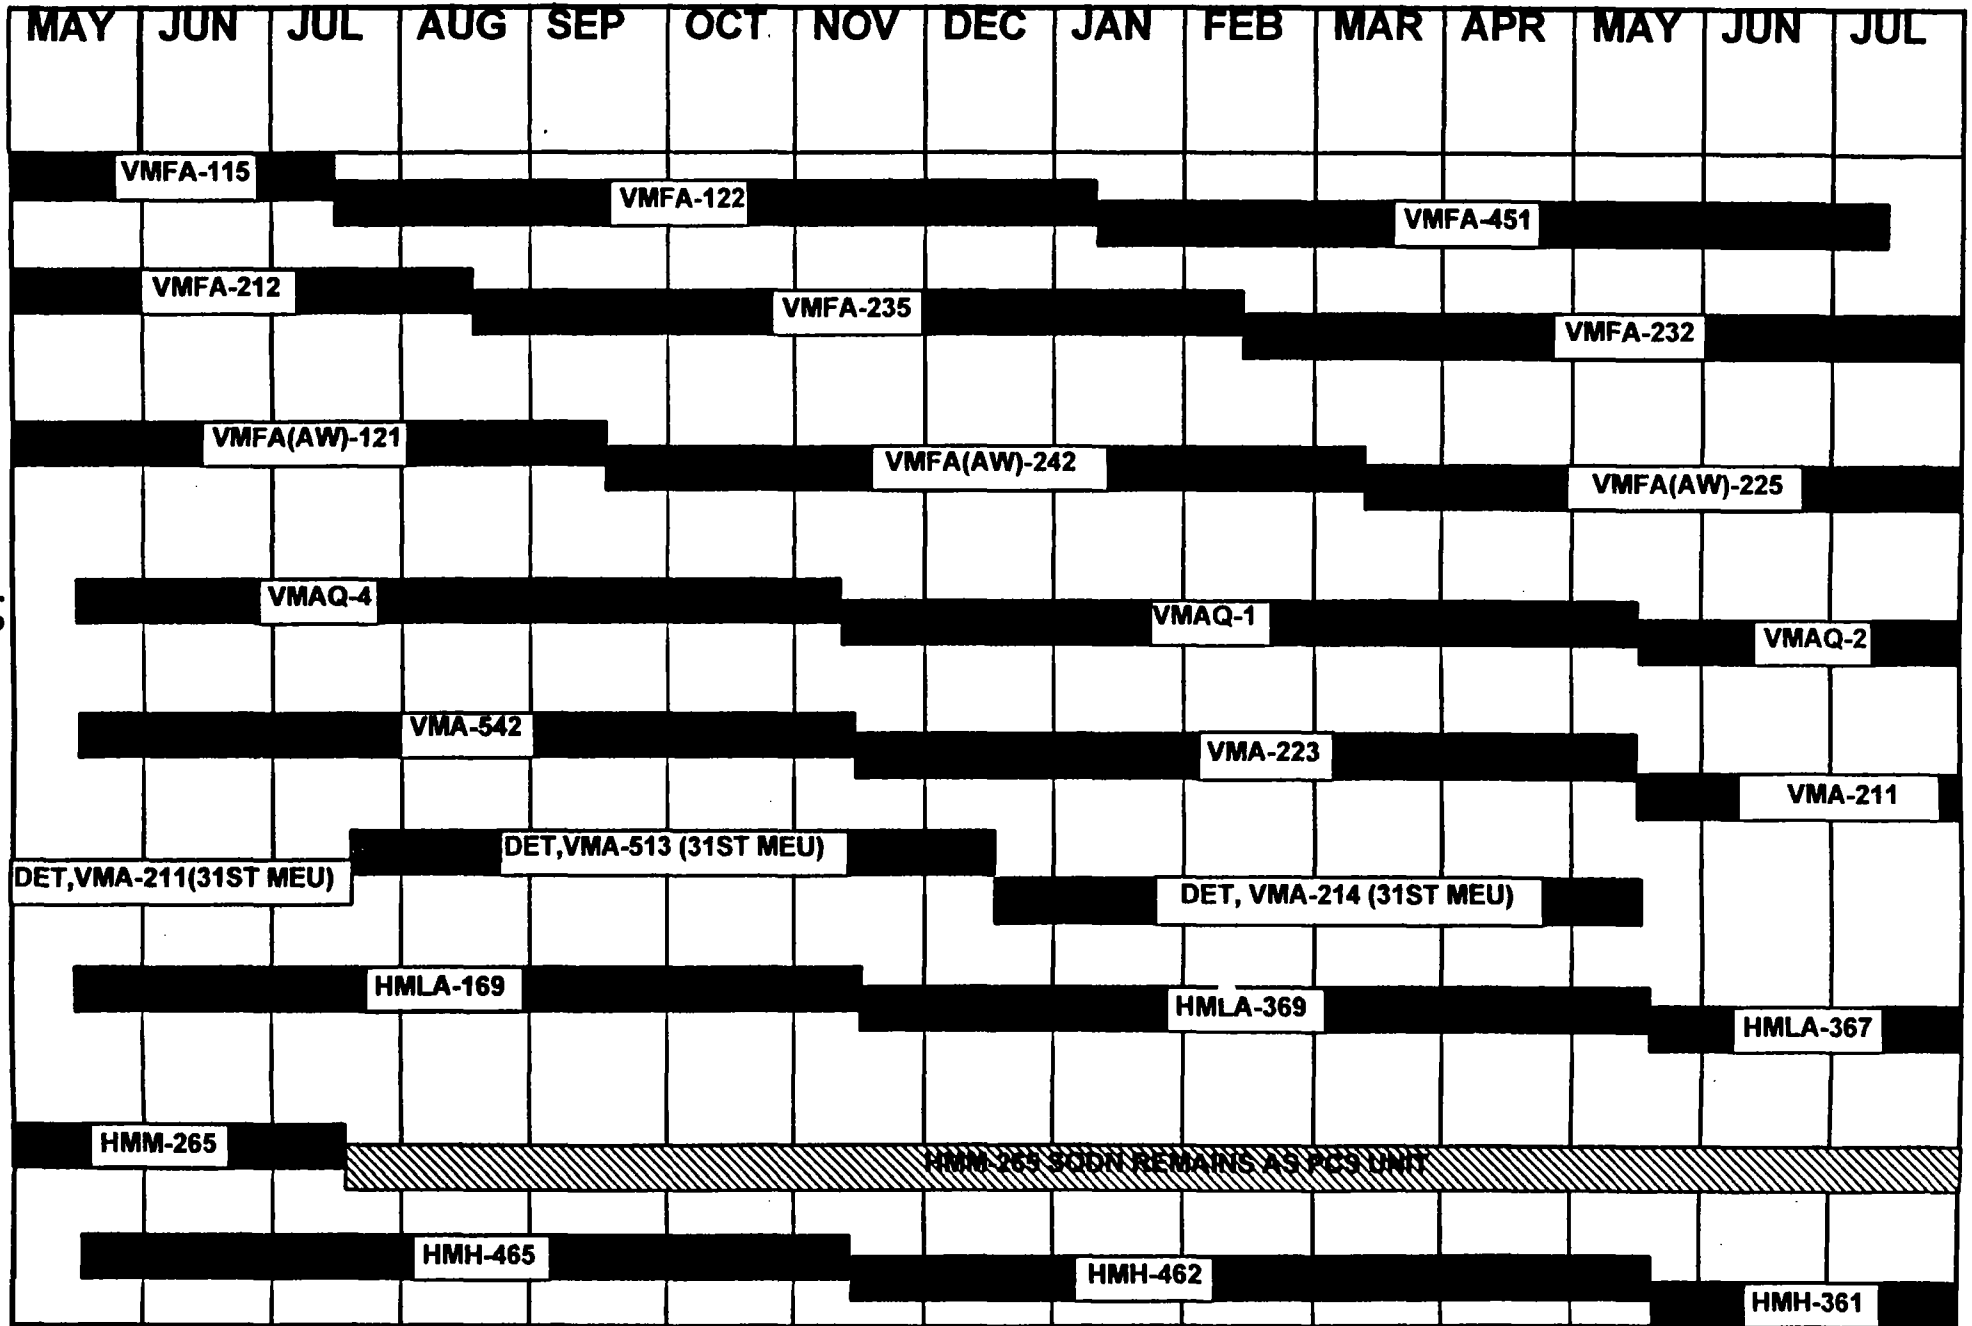 MAY JUN JUL AUG SEP OCT NOV DEC JAN FEB MAR APR MAY JUN JUL
VMFA-115
VMFA-122
VMFA-451
VMFA-212
VMFA-235
VMFA-232
VMFA(AW)-121
VMFA(AW)-242
VMFA(AW)-225
VMAQ-4
VMAQ-1
VMAQ-2
VMA-542
VMA-223
VMA-211
DET,VMA-513 (31ST MEU)
DET,VMA-211(31ST MEU)
DET, VMA-214 (31ST MEU)
HMLA-169
HMLA-369
HMLA-367
HMM-265
HMM-265 SQDN REMAINS AS PCS UNIT
HMH-465
HMH-462
HMH-361